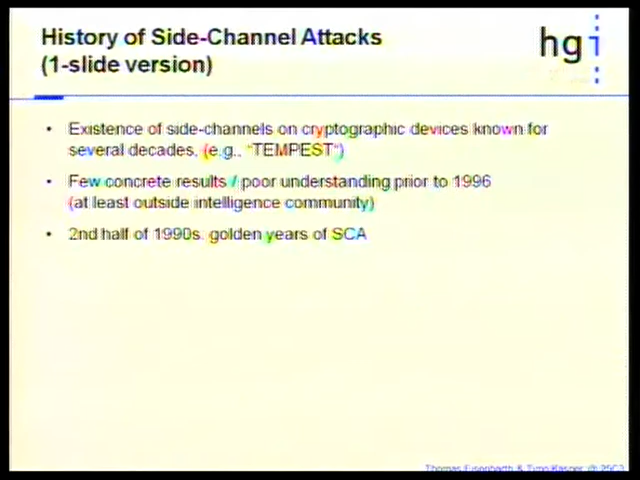 History of Side-Channel Attacks
(1-slide version)
hgi
• Existence of side-channels on cryptographic devices known for
several decades, (e.g., "TEMPEST")
• Few concrete results / poor understanding prior to 1996
(at least outside intelligence community)
• 2nd half of 1990s: golden years of SCA
Thomas Eisenbarth & Timo Kasper @ 25C3